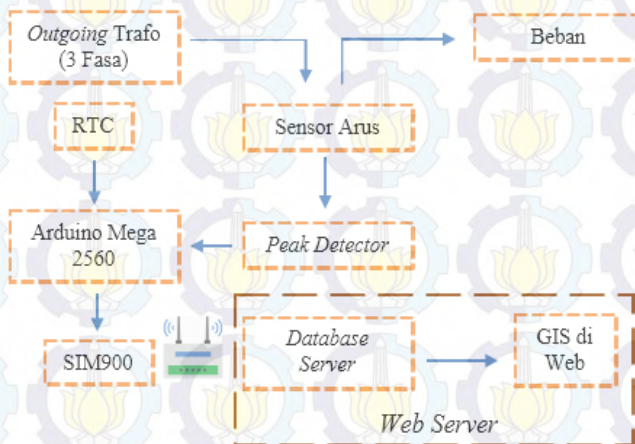 Outgoing Trafo
(3 Fasa)
Beban
RTC
Sensor Arus
Arduino Mega
2560
Peak Detector
SIM900
Database
Server
GIS di
Web
Web Server